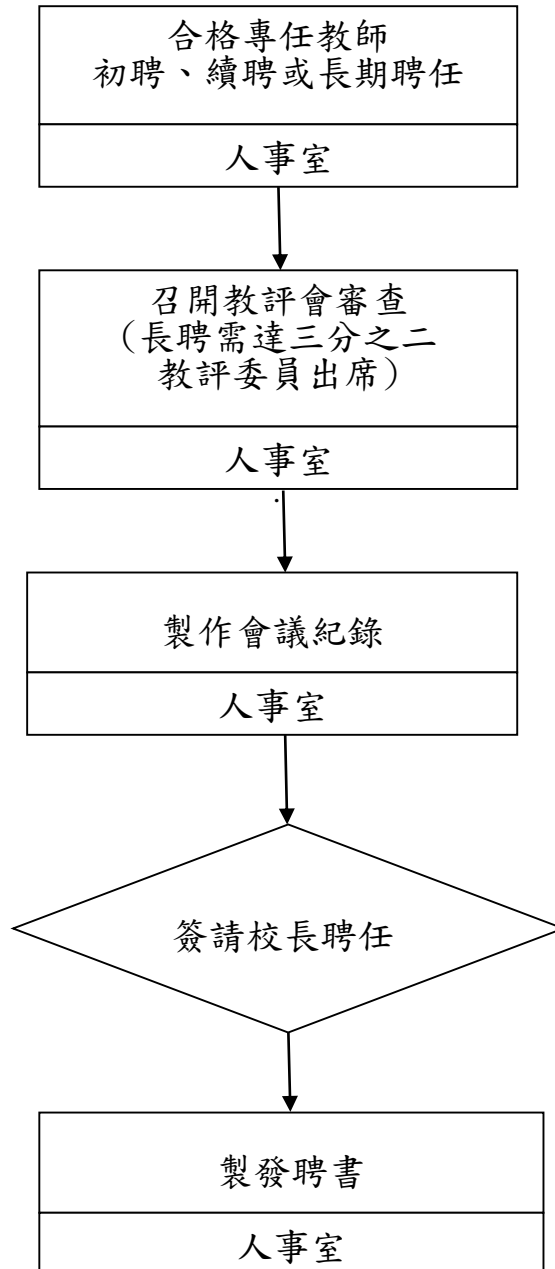 合格專任教師
初聘、續聘或長期聘任
人事室
召開教評會審查
（長聘需達三分之二
教評委員出席）
人事室
.
製作會議紀錄
人事室
簽請校長聘任
製發聘書
人事室